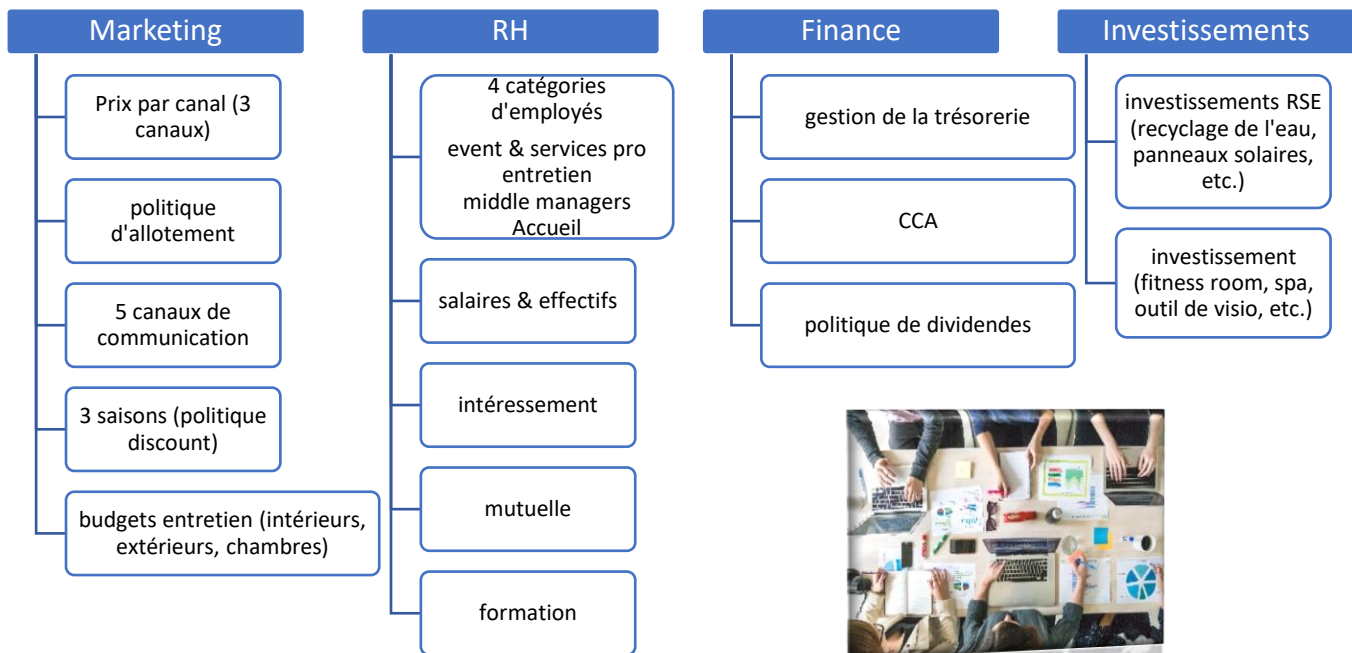 Marketing
Prix par canal (3
canaux)
politique
d'allotement
5 canaux de
communication
3 saisons (politique
discount)
budgets entretien (intérieurs,
extérieurs, chambres)
RH
4 catégories
d'employés
event & services pro
entretien
middle managers
Accueil
salaires & effectifs
intéressement
mutuelle
formation
Finance
gestion de la trésorerie
CCA
politique de dividendes
Investissements
investissements RSE
(recyclage de l'eau,
panneaux solaires,
etc.)
investissement
(fitness room, spa,
outil de visio, etc.)